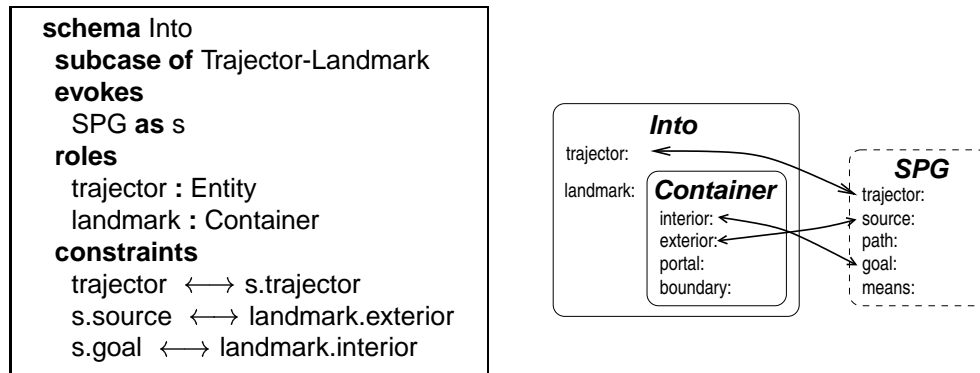 schema Into
subcase of Trajector-Landmark
evokes
SPG as s
roles
trajector : Entity
landmark : Container
constraints
trajector ⟷ s.trajector
s.source ⟷ landmark.exterior
s.goal ⟷ landmark.interior
Into
trajector:
landmark:
Container
interior:
exterior:
portal:
boundary:
SPG
trajector:
source:
path:
goal:
means: